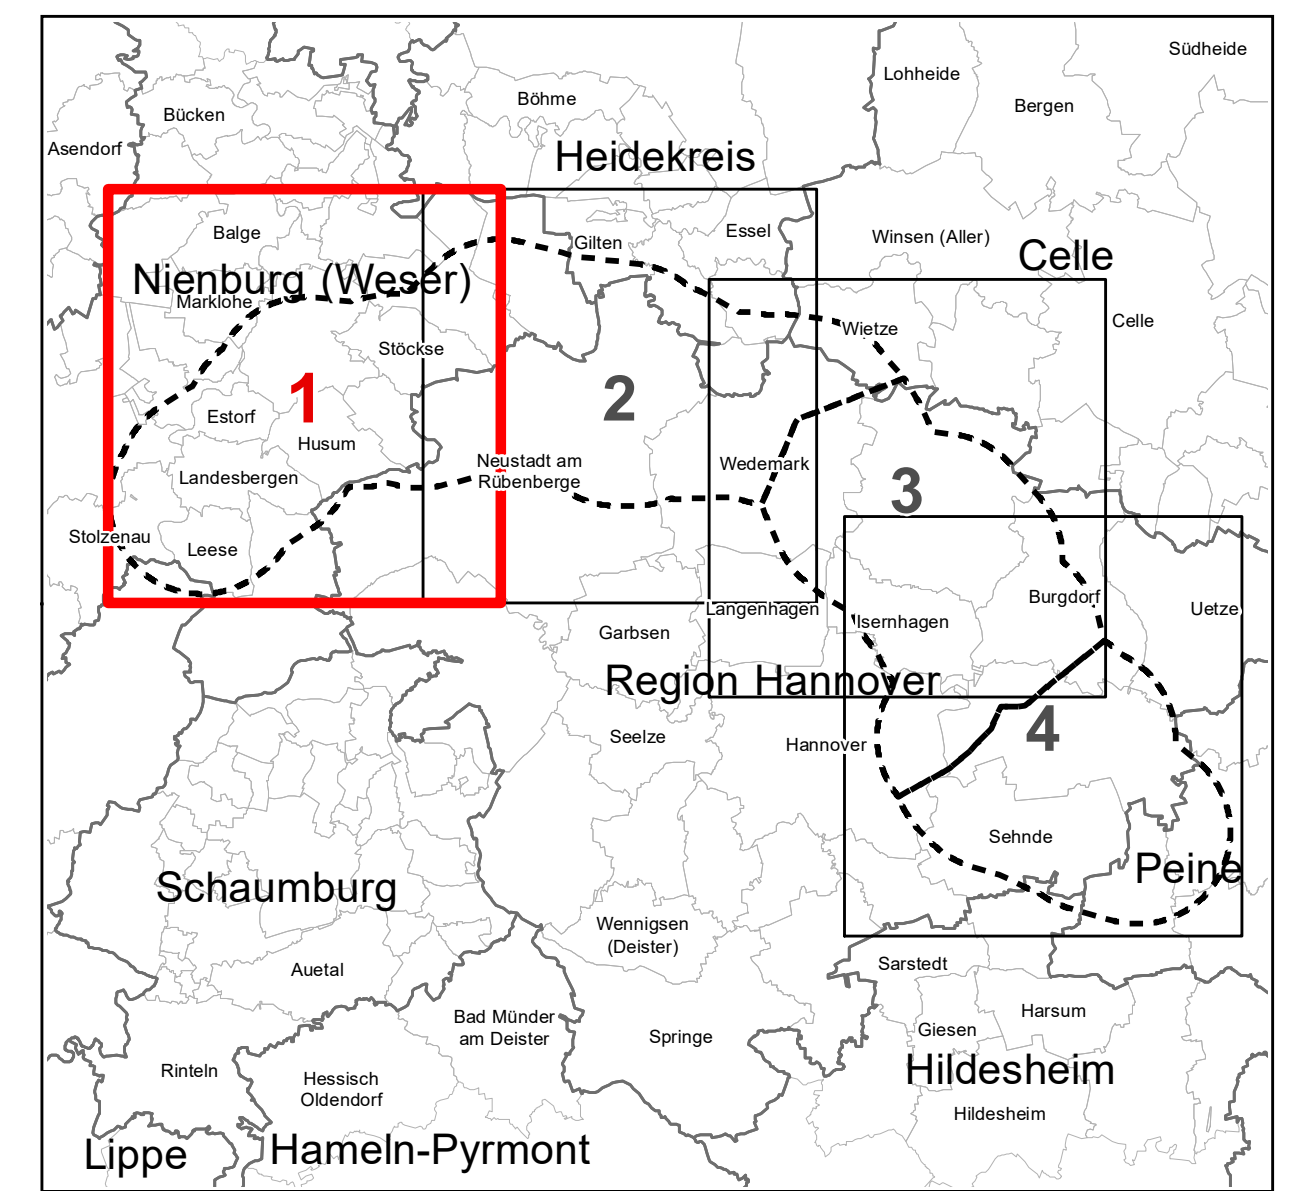 Südheide
Lohheide
Böhme
Bergen
Bücken
Asendorf
Heidekreis
Balge
Gilten
Essel
Winsen (Aller)
Celle
Nienburg (Weser)
Marklohe
Celle
Wietze
Stöckse
1
2
Estorf
Husum
Neustadt am
Rübenberge
Wedemark
Landesbergen
3
Stolzenau
Leese
Burgdorf
Uetze
Langenhagen
Isernhagen
Garbsen
Region Hannover
Seelze
Hannover
4
Sehnde
Peine
Schaumburg
Wennigsen
(Deister)
Auetal
Sarstedt
Harsum
Bad Münder
am Deister
Giesen
Springe
Rinteln
Hessisch
Oldendorf
Hildesheim
Hildesheim
Lippe
Hameln-Pyrmont